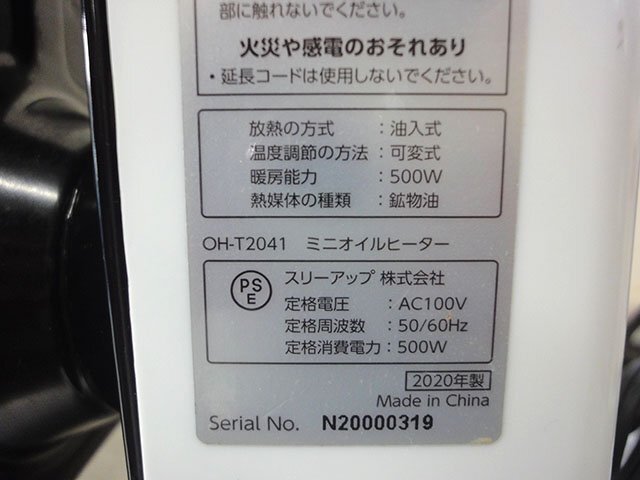 部に触れないでください。
火災や感電のおそれあり
・延長コードは使用しないでください。
放熱の方式　：油入式
温度調節の方法：可変式
暖房能力　：500W
熱媒体の種類　：鉱物油
OH-T2041　ミニオイルヒーター
PSE
スリーアップ 株式会社
定格電圧　：AC100V
定格周波数　：50/60Hz
定格消費電力：500W
2020年製
Made in China
Serial No. N20000319